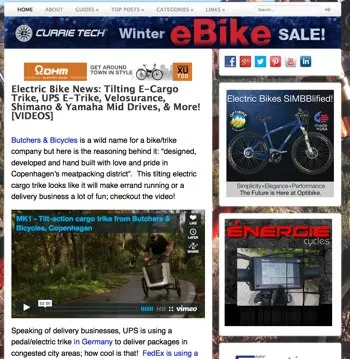 HOME ABOUT GUIDES » TOP POSTS » CATEGORIES » LINKS » Search...
CURRIE TECH® Winter eBike SALE!
OHM GET AROUND TOWN IN STYLE XU 700
Electric Bike News: Tilting E-Cargo
Trike, UPS E-Trike, Velosurance,
Shimano & Yamaha Mid Drives, & More!
[VIDEOS]
Butchers & Bicycles is a wild name for a bike/trike
company but here is the reasoning behind it: "designed,
developed and hand built with love and pride in
Copenhagen's meatpacking district".  This tilting electric
cargo trike looks like it will make errand running or a
delivery business a lot of fun; checkout the video!
MK1 - Tilt-action cargo trike from Butchers
& Bicycles, Copenhagen
LIKE
LATER
SHARE
vimeo
Speaking of delivery businesses, UPS is using a
pedal/electric trike in Germany to deliver packages in
congested city areas; how cool is that!  FedEx is using a
Electric Bikes SIMBBlified!
Simplicity•Elegance•Performance
The Future is Here at Optibike.
ENERGIE
cycles